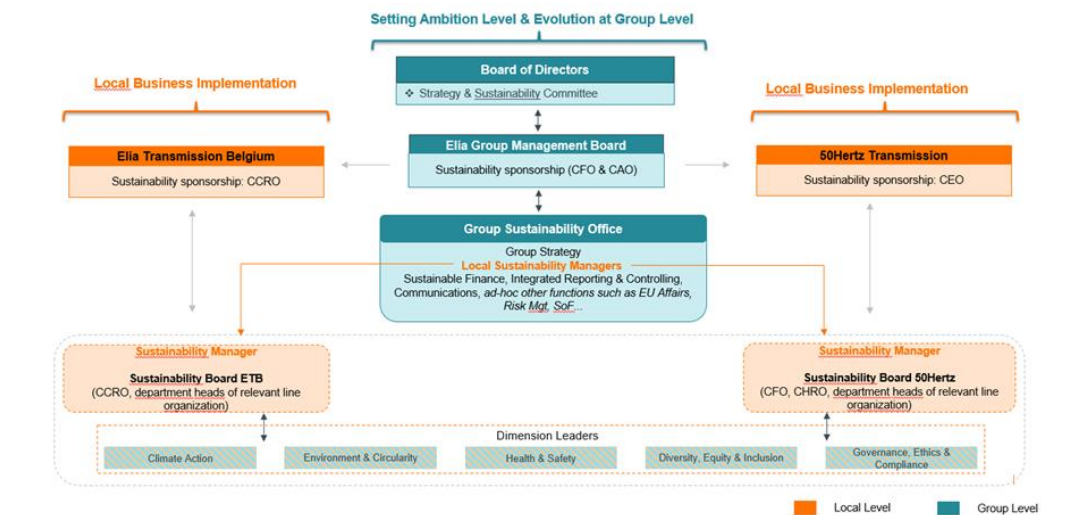 Setting Ambition Level & Evolution at Group Level
Board of Directors
❖ Strategy & Sustainability Committee
Local Business Implementation
Local Business Implementation
Elia Group Management Board
Sustainability sponsorship (CFO & CAO)
Elia Transmission Belgium
Sustainability sponsorship: CCRO
50Hertz Transmission
Sustainability sponsorship: CEO
Group Sustainability Office
Group Strategy
Local Sustainability Managers
Sustainable Finance, Integrated Reporting & Controlling,
Communications, ad-hoc other functions such as EU Affairs,
Risk Mgt, SoF...
Sustainability Manager
Sustainability Board ETB
(CCRO, department heads of relevant line
organization)
Sustainability Manager
Sustainability Board 50Hertz
(CFO, CHRO, department heads of relevant line
organization)
Dimension Leaders
Climate Action
Environment & Circularity
Health & Safety
Diversity, Equity & Inclusion
Governance, Ethics &
Compliance
Local Level
Group Level